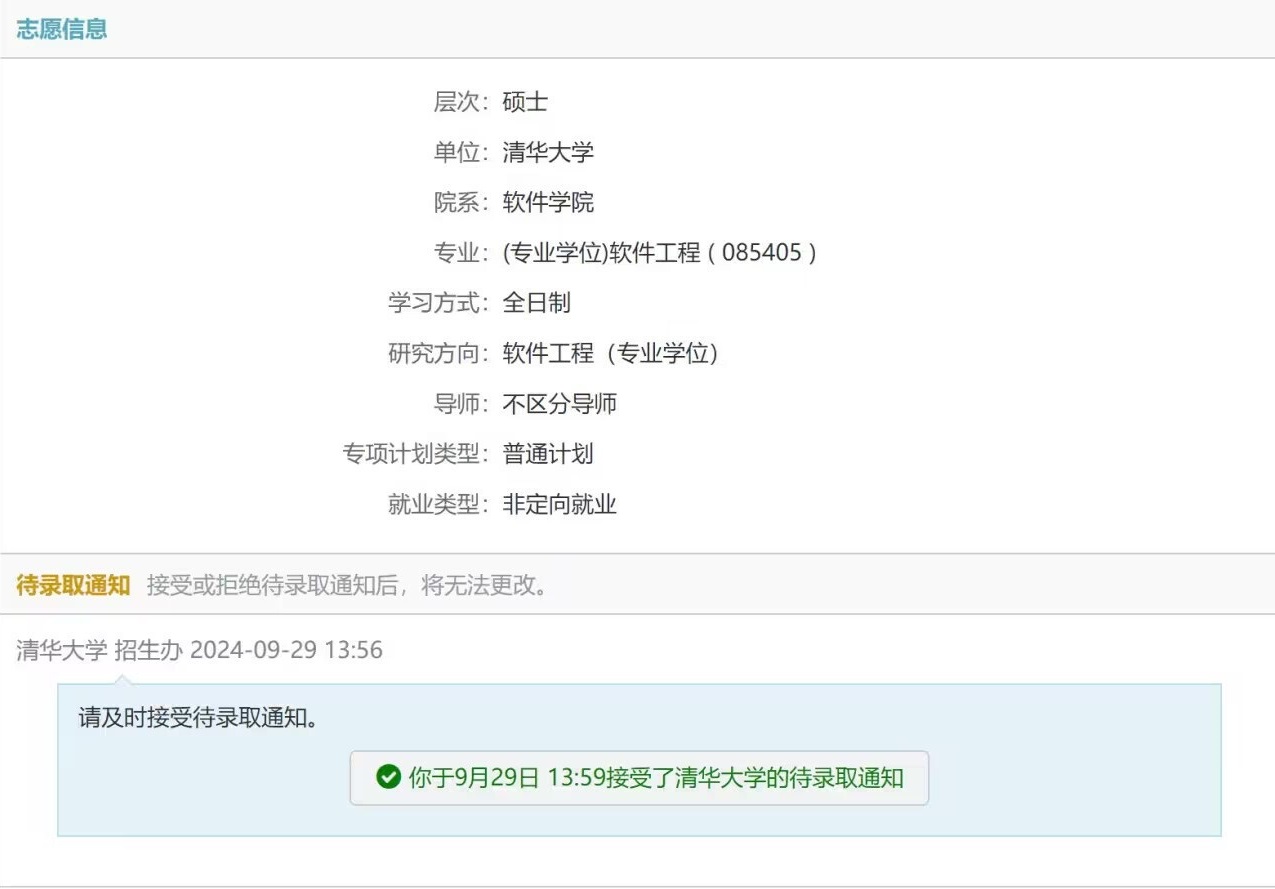 志愿信息
层次：硕士
单位：清华大学
院系：软件学院
专业：(专业学位)软件工程 ( 085405 )
学习方式：全日制
研究方向：软件工程（专业学位）
导师：不区分导师
专项计划类型：普通计划
就业类型：非定向就业
待录取通知 接受或拒绝待录取通知后，将无法更改。
清华大学 招生办 2024-09-29 13:56
请及时接受待录取通知。
你于9月29日 13:59接受了清华大学的待录取通知